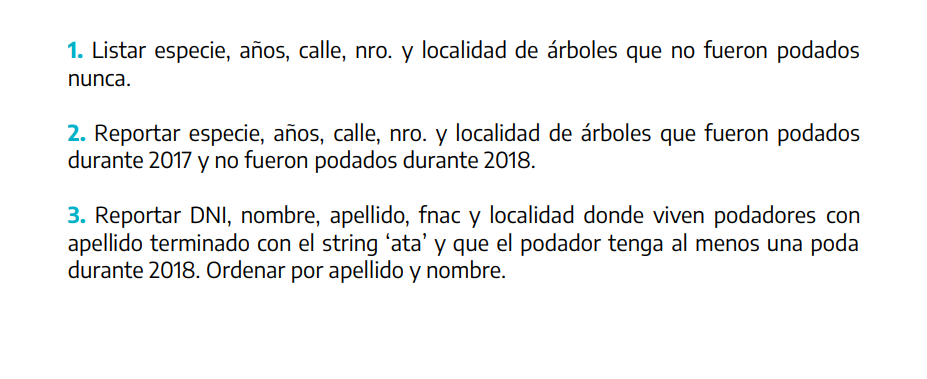 1. Listar especie, años, calle, nro. y localidad de árboles que no fueron podados
nunca.
2. Reportar especie, años, calle, nro. y localidad de árboles que fueron podados
durante 2017 y no fueron podados durante 2018.
3. Reportar DNI, nombre, apellido, fnac y localidad donde viven podadores con
apellido terminado con el string ‘ata’ y que el podador tenga al menos una poda
durante 2018. Ordenar por apellido y nombre.